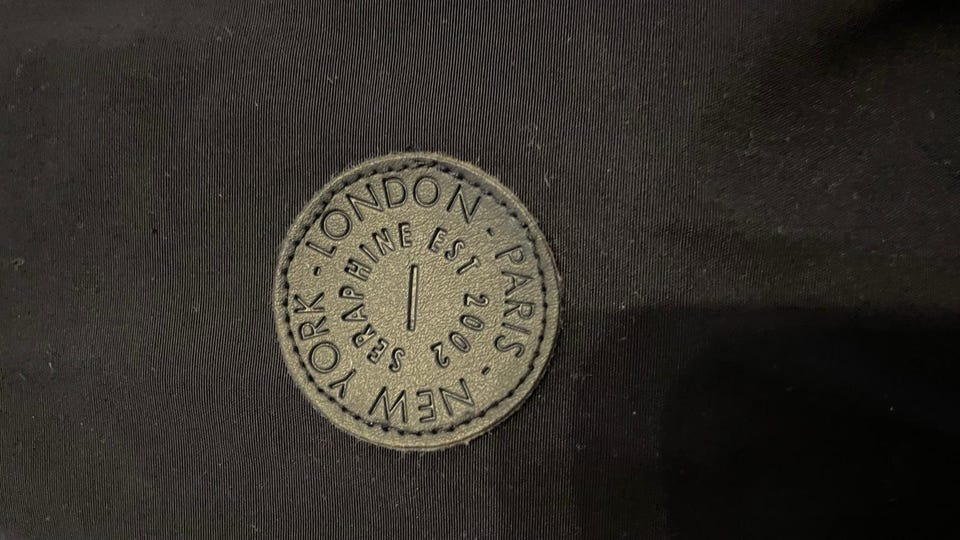 LONDON - PARIS - NEW YORK -
SERAPHINE EST 2002